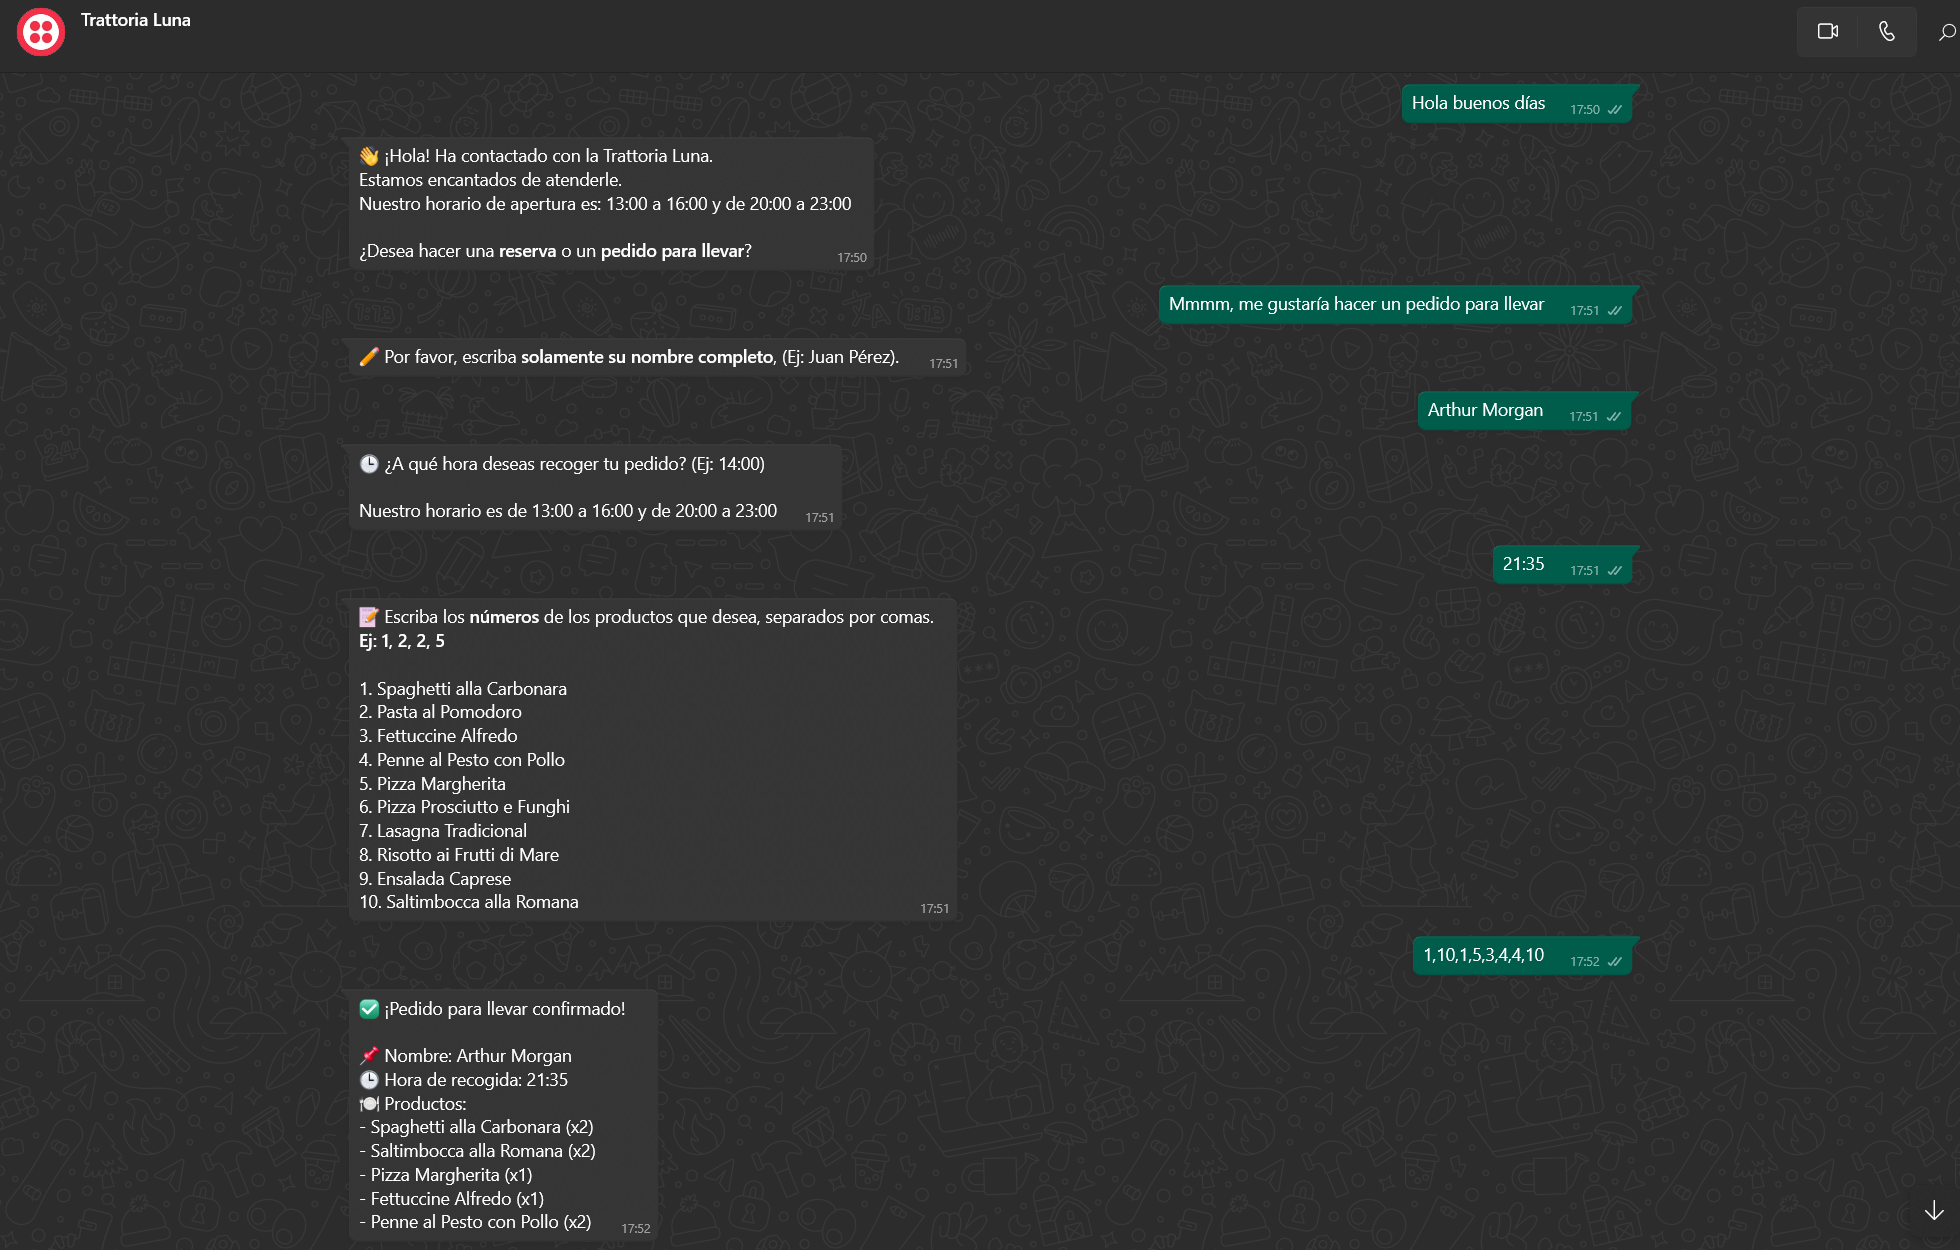 Trattoria Luna
Hola buenos días 17:50
👋 ¡Hola! Ha contactado con la Trattoria Luna.
Estamos encantados de atenderle.
Nuestro horario de apertura es: 13:00 a 16:00 y de 20:00 a 23:00
¿Desea hacer una reserva o un pedido para llevar? 17:50
Mmmm, me gustaría hacer un pedido para llevar 17:51
✏️ Por favor, escriba solamente su nombre completo, (Ej: Juan Pérez). 17:51
Arthur Morgan 17:51
🕒 ¿A qué hora deseas recoger tu pedido? (Ej: 14:00)
Nuestro horario es de 13:00 a 16:00 y de 20:00 a 23:00 17:51
21:35 17:51
📝 Escriba los números de los productos que desea, separados por comas.
Ej: 1, 2, 2, 5
1. Spaghetti alla Carbonara
2. Pasta al Pomodoro
3. Fettuccine Alfredo
4. Penne al Pesto con Pollo
5. Pizza Margherita
6. Pizza Prosciutto e Funghi
7. Lasagna Tradicional
8. Risotto ai Frutti di Mare
9. Ensalada Caprese
10. Saltimbocca alla Romana 17:51
1,10,1,5,3,4,4,10 17:52
✅ ¡Pedido para llevar confirmado!
📌 Nombre: Arthur Morgan
🕒 Hora de recogida: 21:35
🍽️ Productos:
- Spaghetti alla Carbonara (x2)
- Saltimbocca alla Romana (x2)
- Pizza Margherita (x1)
- Fettuccine Alfredo (x1)
- Penne al Pesto con Pollo (x2) 17:52